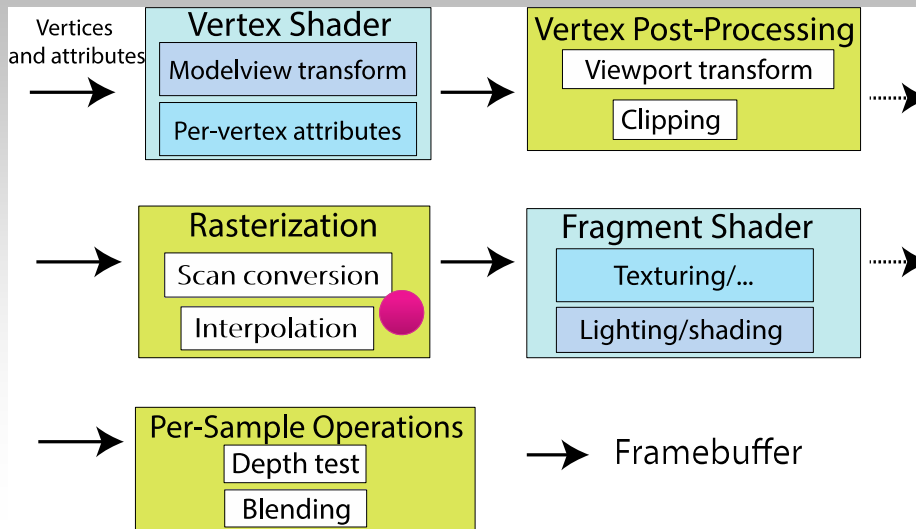 Vertices
and attributes
Vertex Shader
Modelview transform
Per-vertex attributes
Vertex Post-Processing
Viewport transform
Clipping
Rasterization
Scan conversion
Interpolation
Fragment Shader
Texturing/...
Lighting/shading
Per-Sample Operations
Depth test
Blending
Framebuffer